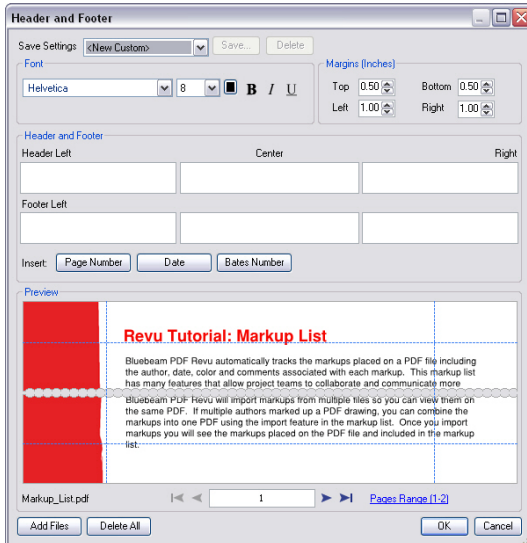 Header and Footer
Save Settings <New Custom> Save... Delete
Font
Margins (Inches)
Helvetica 8 B I U
Top 0.50 Bottom 0.50
Left 1.00 Right 1.00
Header and Footer
Header Left Center Right
Footer Left
Insert: Page Number Date Bates Number
Preview
Revu Tutorial: Markup List
Bluebeam PDF Revu automatically tracks the markups placed on a PDF file including
the author, date, color and comments associated with each markup. This markup list
has many features that allow project teams to collaborate and communicate more
Bluebeam PDF Revu will import markups from multiple files so you can view them on
the same PDF. If multiple authors marked up a PDF drawing, you can combine the
markups into one PDF using the import feature in the markup list. Once you import
markups you will see the markups placed on the PDF file and included in the markup
list.
Markup_List.pdf 1 Pages Range (1-2)
Add Files Delete All OK Cancel